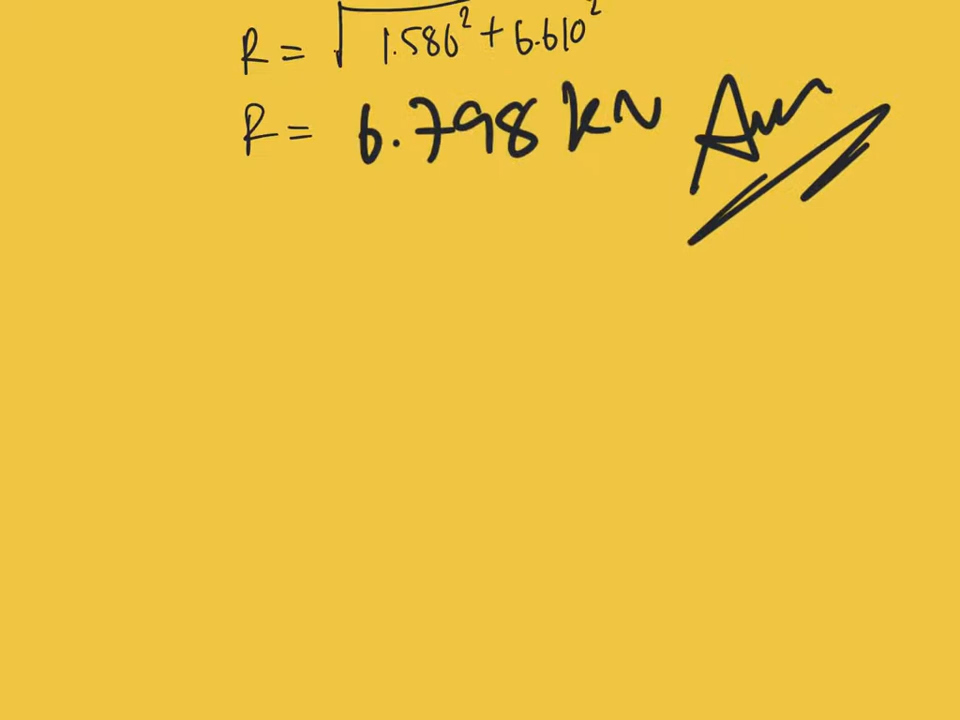 R = √1.586² + 6.610²
R = 6.798 kN Ans